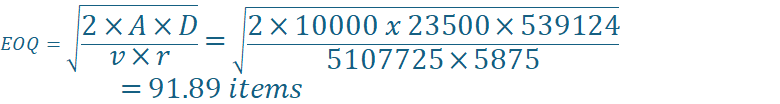 EOQ = √(2 × A × D / v × r) = √(2 × 10000 x 23500 × 539124 / 5107725 × 5875)
= 91.89 items